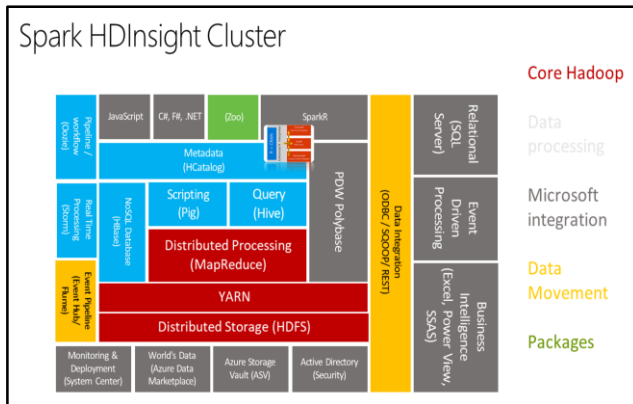 Spark HDInsight Cluster
Pipeline /
workflow
(Oozie)
JavaScript
C#, F#, .NET
(Zoo)
SparkR
Metadata
(HCatalog)
Real Time
Processing
(Storm)
NoSQL Database
(HBase)
Scripting
(Pig)
Query
(Hive)
PDW Polybase
Distributed Processing
(MapReduce)
Event Pipeline
(Event Hub/
Flume)
YARN
Distributed Storage (HDFS)
Monitoring &
Deployment
(System Center)
World's Data
(Azure Data
Marketplace)
Azure Storage
Vault (ASV)
Active Directory
(Security)
Data Integration
(ODBC / SQOOP/ REST)
Relational
(SQL
Server)
Event
Driven
Processing
Business
Intelligence
(Excel, Power View,
SSAS)
Core Hadoop
Data
processing
Microsoft
integration
Data
Movement
Packages